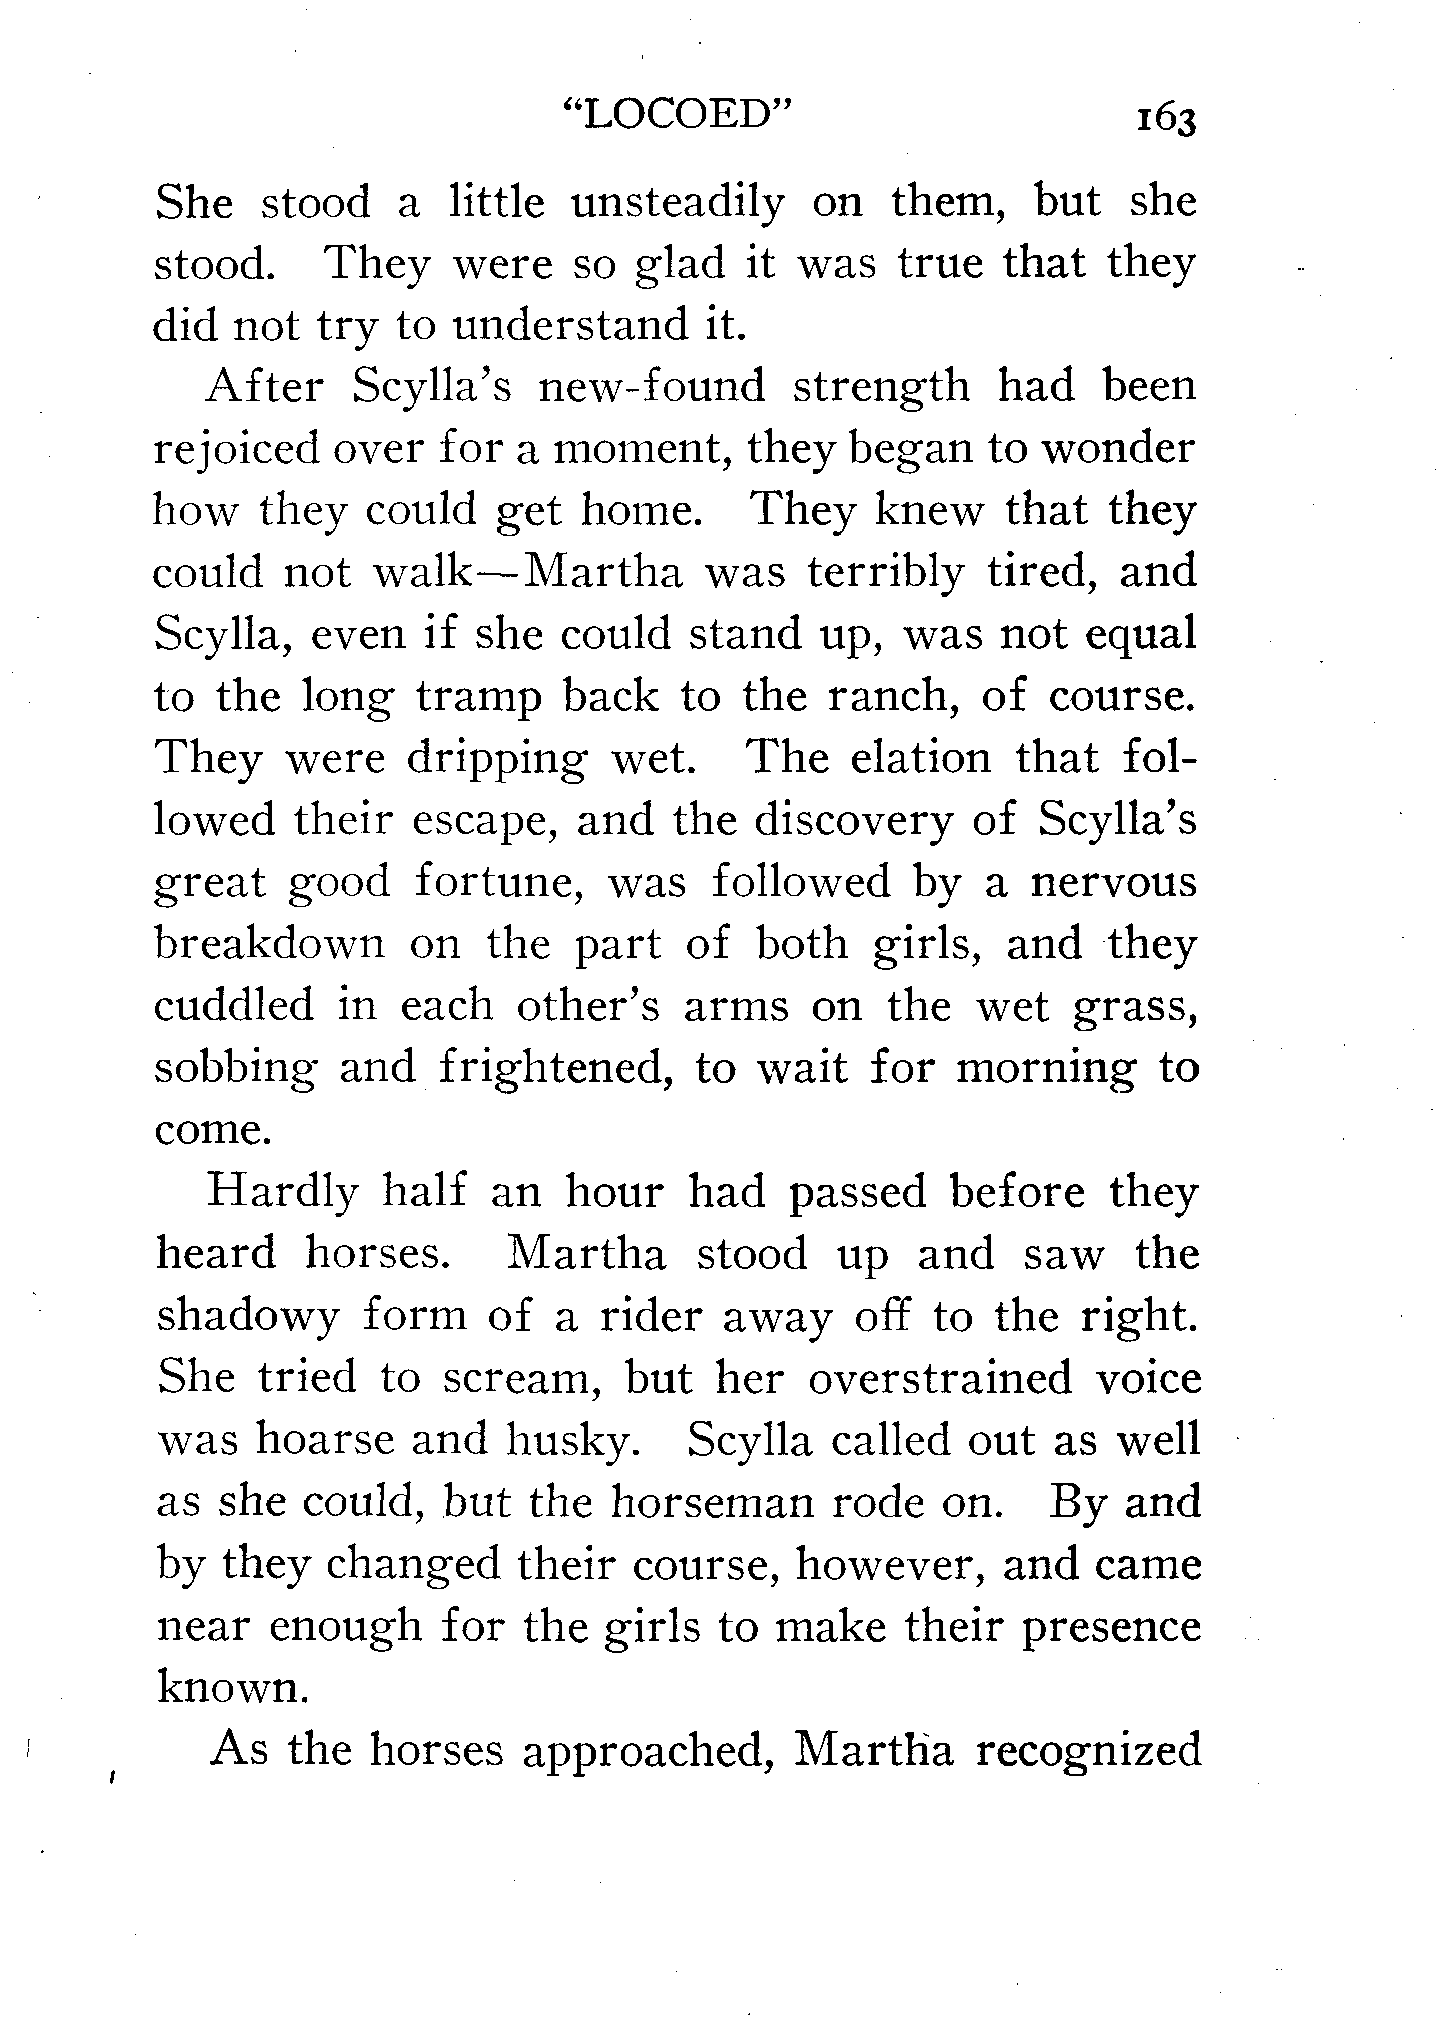 “LOCOED” 163
She stood a little unsteadily on them, but she
stood. They were so glad it was true that they
did not try to understand it.
After Scylla’s new-found strength had been
rejoiced over for a moment, they began to wonder
how they could get home. They knew that they
could not walk—Martha was terribly tired, and
Scylla, even if she could stand up, was not equal
to the long tramp back to the ranch, of course.
They were dripping wet. The elation that fol-
lowed their escape, and the discovery of Scylla’s
great good fortune, was followed by a nervous
breakdown on the part of both girls, and they
cuddled in each other’s arms on the wet grass,
sobbing and frightened, to wait for morning to
come.
Hardly half an hour had passed before they
heard horses. Martha stood up and saw the
shadowy form of a rider away off to the right.
She tried to scream, but her overstrained voice
was hoarse and husky. Scylla called out as well
as she could, but the horseman rode on. By and
by they changed their course, however, and came
near enough for the girls to make their presence
known.
As the horses approached, Martha recognized